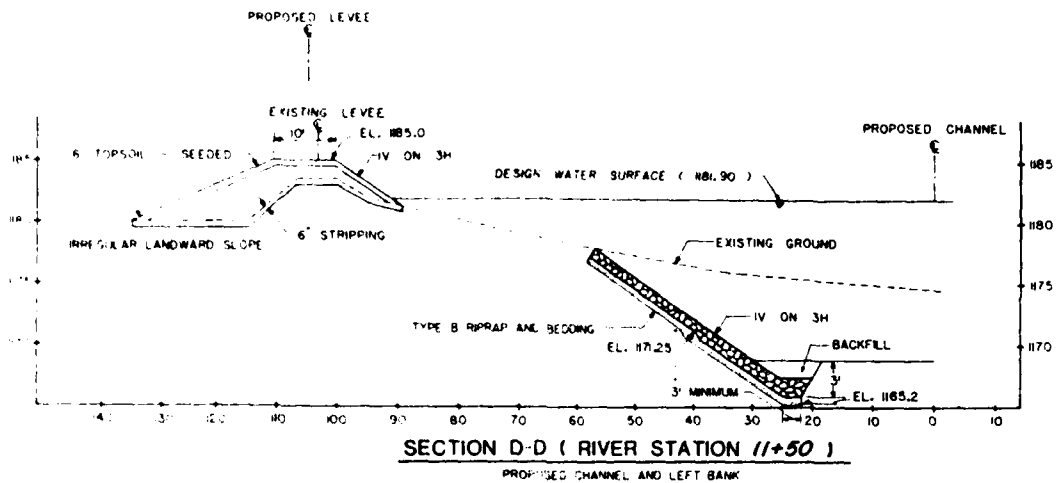 PROPOSED LEVEE
℄
EXISTING LEVEE
℄
10'
EL. 1185.0
1V ON 3H
6" TOPSOIL - SEEDED
PROPOSED CHANNEL
℄
DESIGN WATER SURFACE ( 1181.90 )
1185
1180
1175
1170
IRREGULAR LANDWARD SLOPE
6" STRIPPING
EXISTING GROUND
TYPE B RIPRAP AND BEDDING
1V ON 3H
EL. 1171.25
BACKFILL
3'
3' MINIMUM
EL. 1165.2
110 100 90 80 70 60 50 40 30 20 10 0 10
SECTION D-D ( RIVER STATION 11+50 )
PROPOSED CHANNEL AND LEFT BANK